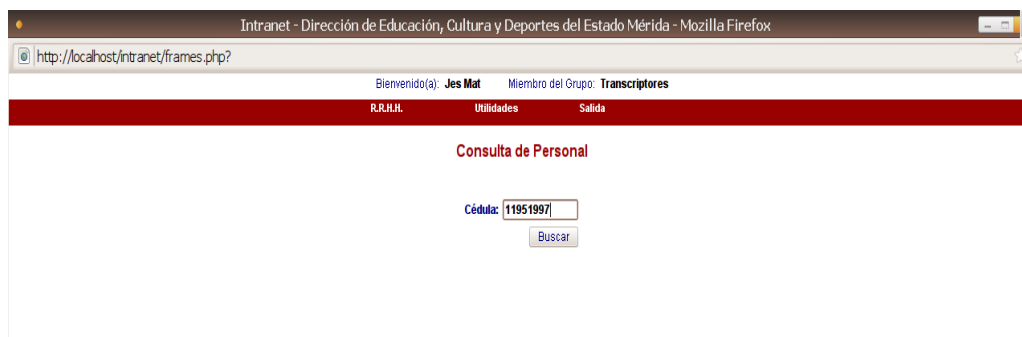 Intranet - Dirección de Educación, Cultura y Deportes del Estado Mérida - Mozilla Firefox
http://localhost/intranet/frames.php?
Bienvenido(a): Jes Mat Miembro del Grupo: Transcriptores
R.R.H.H. Utilidades Salida
Consulta de Personal
Cédula: 11951997
Buscar